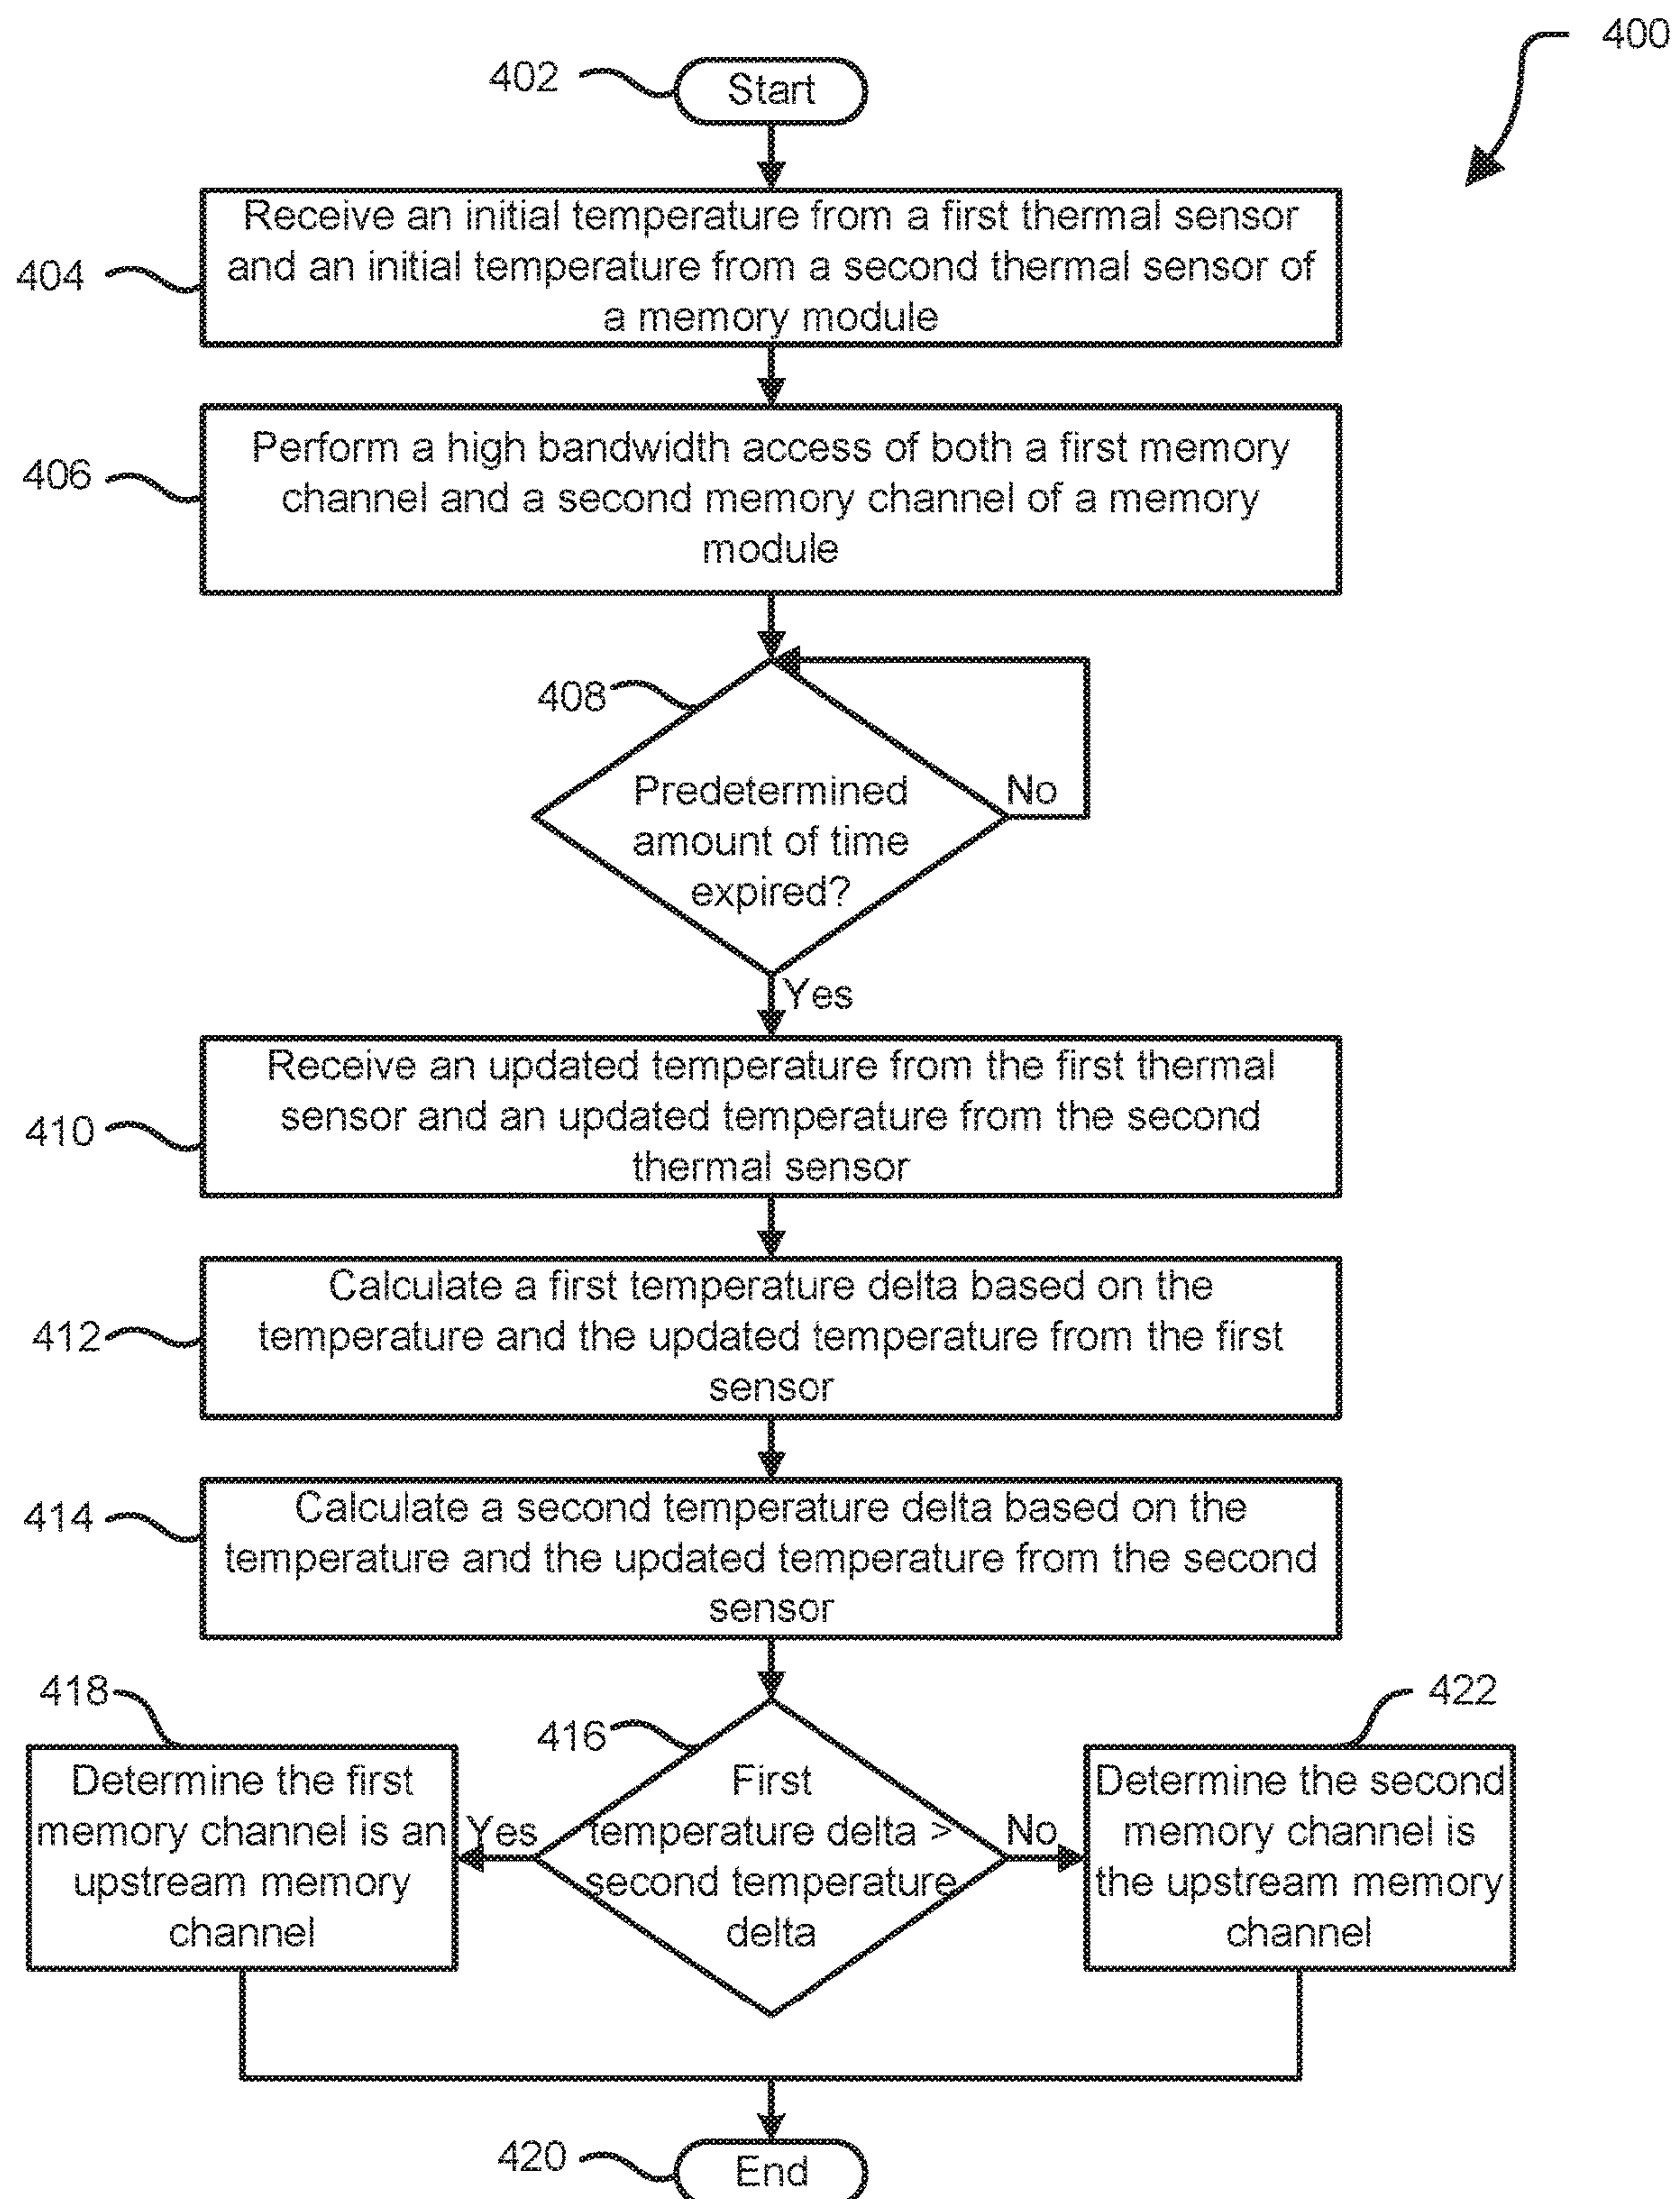 400
402
Start
404
Receive an initial temperature from a first thermal sensor
and an initial temperature from a second thermal sensor of
a memory module
406
Perform a high bandwidth access of both a first memory
channel and a second memory channel of a memory
module
408
Predetermined
amount of time
expired?
No
Yes
410
Receive an updated temperature from the first thermal
sensor and an updated temperature from the second
thermal sensor
412
Calculate a first temperature delta based on the
temperature and the updated temperature from the first
sensor
414
Calculate a second temperature delta based on the
temperature and the updated temperature from the second
sensor
418
Determine the first
memory channel is an
upstream memory
channel
Yes
416
First
temperature delta >
second temperature
delta
No
422
Determine the second
memory channel is
the upstream memory
channel
420
End